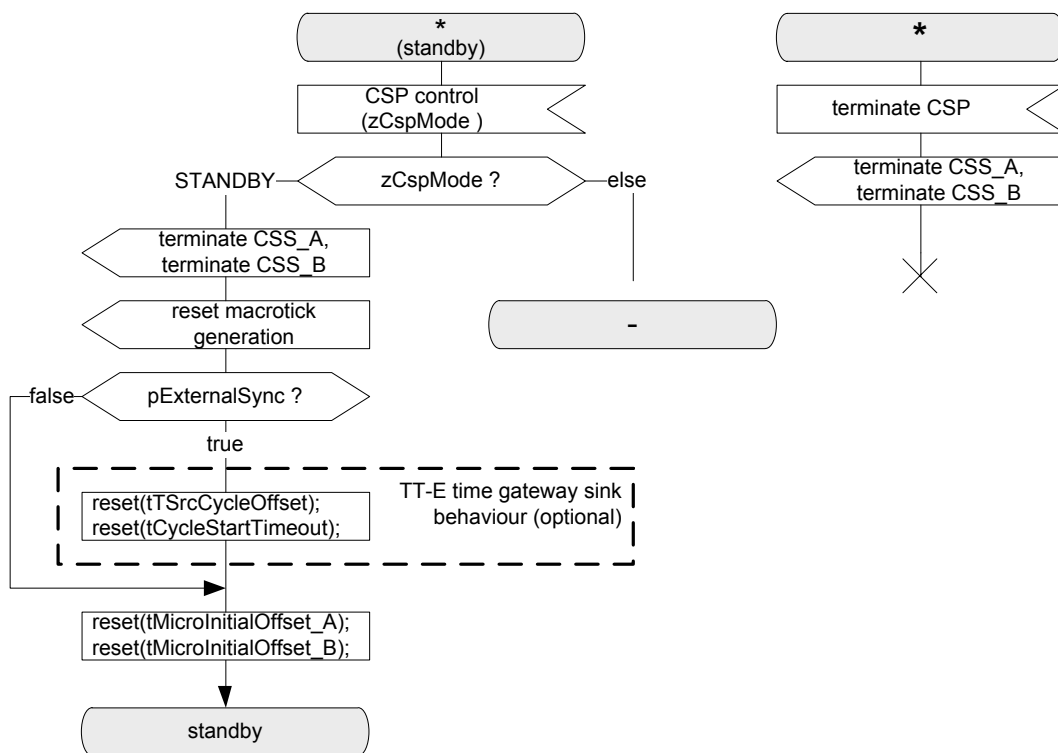 *
(standby)
*
CSP control
(zCspMode )
terminate CSP
STANDBY
zCspMode ?
else
terminate CSS_A,
terminate CSS_B
terminate CSS_A,
terminate CSS_B
reset macrotick
generation
-
false
pExternalSync ?
true
TT-E time gateway sink
behaviour (optional)
reset(tTSrcCycleOffset);
reset(tCycleStartTimeout);
reset(tMicroInitialOffset_A);
reset(tMicroInitialOffset_B);
standby